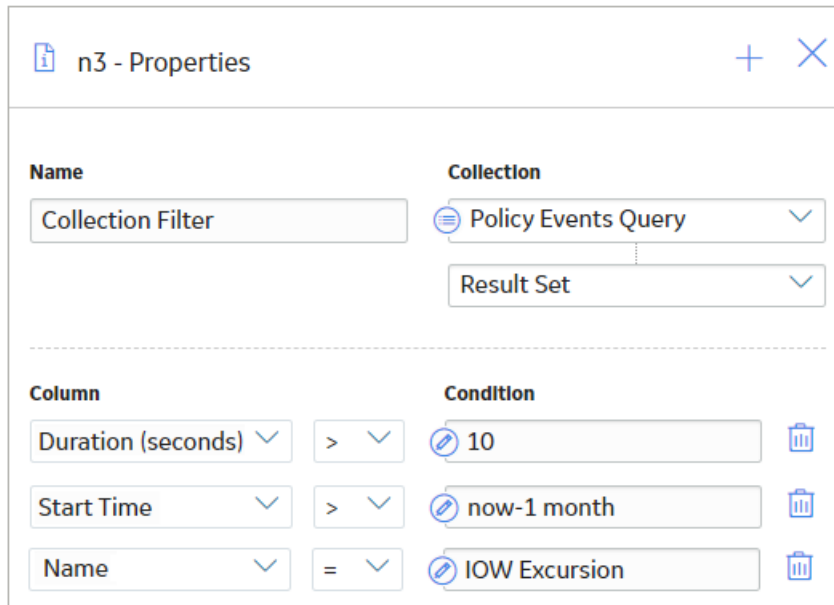 n3 - Properties
Name Collection
Collection Filter Policy Events Query
Result Set
Column Condition
Duration (seconds) > 10
Start Time > now-1 month
Name = IOW Excursion